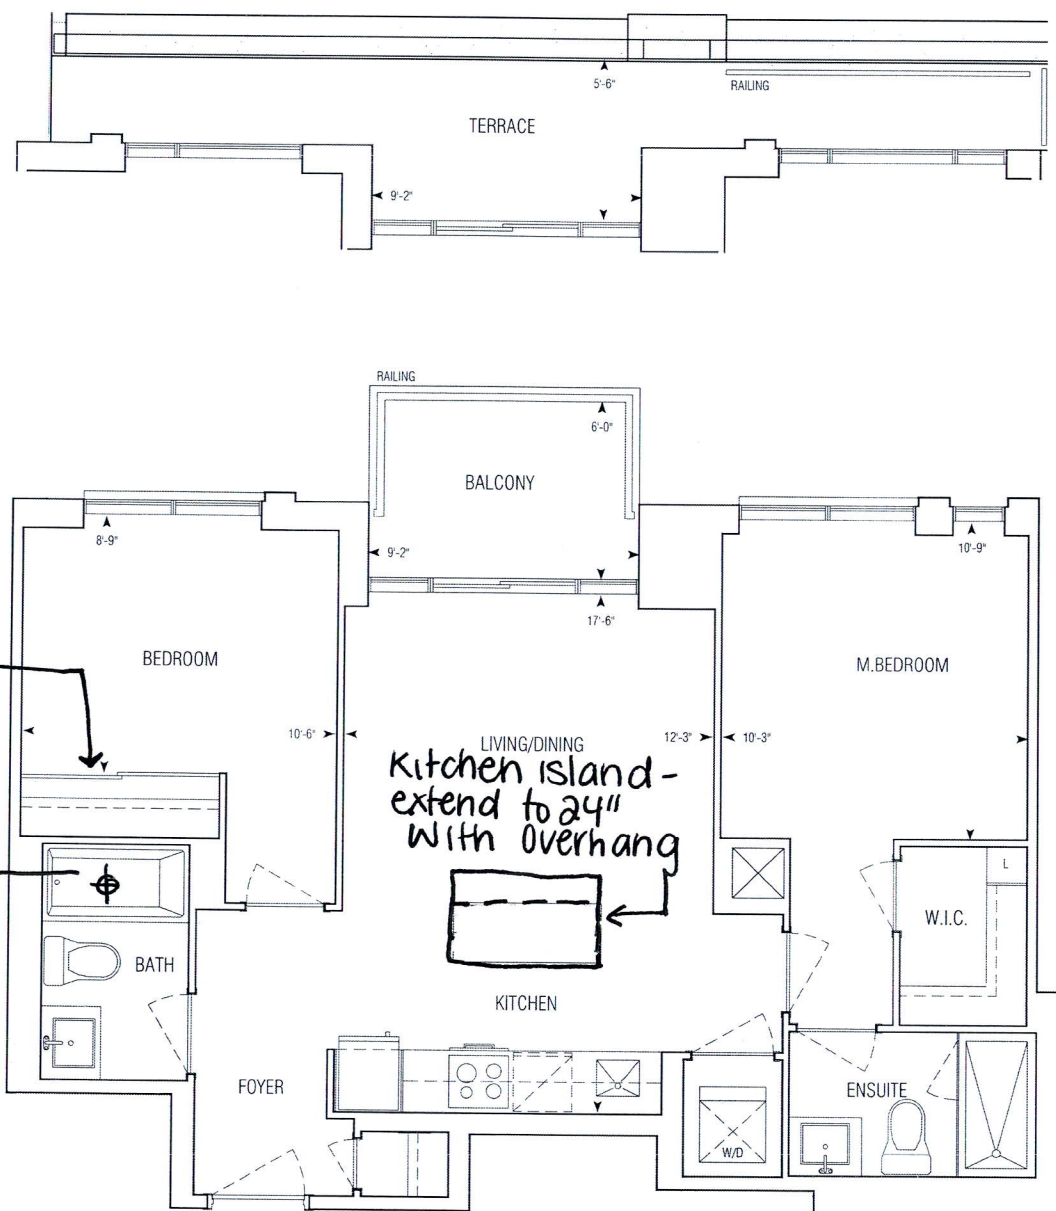 5'-6"
RAILING
TERRACE
9'-2"
RAILING
6'-0"
BALCONY
8'-9"
9'-2"
10'-9"
17'-6"
BEDROOM
M.BEDROOM
10'-6"
LIVING/DINING
12'-3"
10'-3"
Kitchen island -
extend to 24"
With Overhang
L
W.I.C.
BATH
KITCHEN
FOYER
ENSUITE
W/D